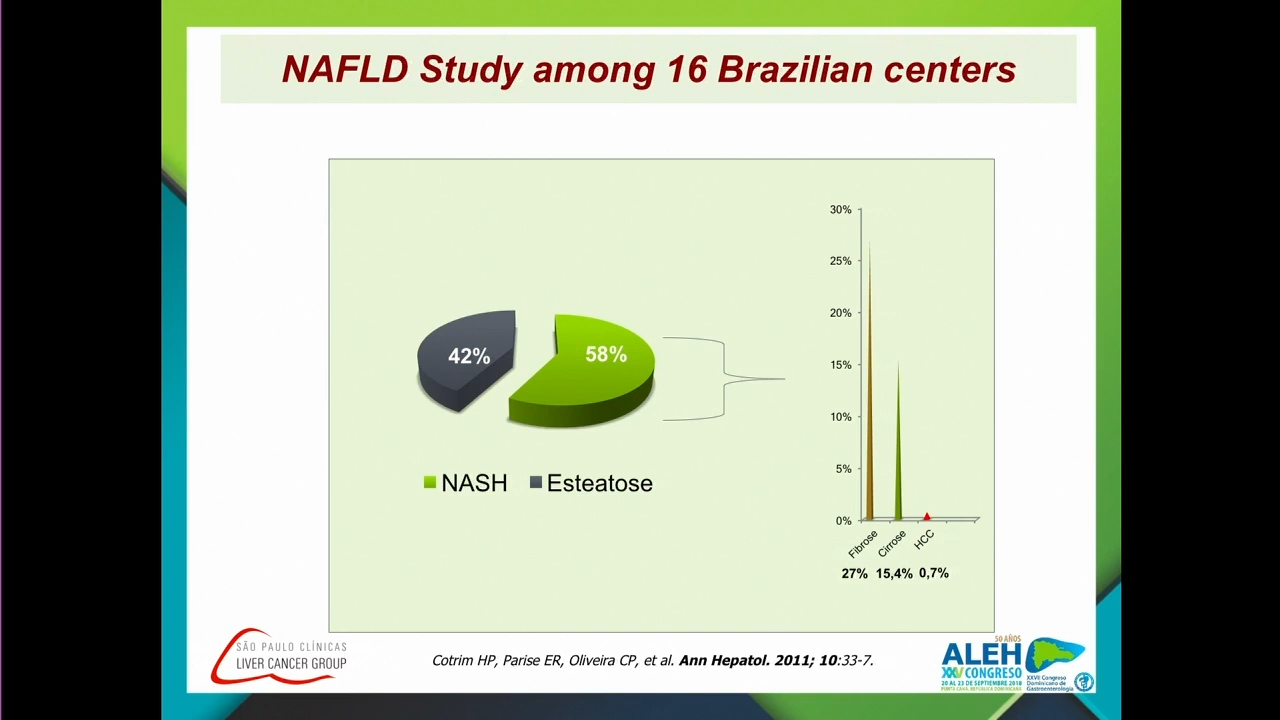 NAFLD Study among 16 Brazilian centers
42%
58%
NASH Esteatose
30%
25%
20%
15%
10%
5%
0%
Fibrose Cirrose HCC
27% 15,4% 0,7%
SÃO PAULO CLÍNICAS
LIVER CANCER GROUP
Cotrim HP, Parise ER, Oliveira CP, et al. Ann Hepatol. 2011; 10:33-7.
50 AÑOS
ALEH
XXV CONGRESO
20 AL 23 DE SEPTIEMBRE 2018
PUNTA CANA, REPÚBLICA DOMINICANA
XXVII Congreso
Dominicano de
Gastroenterología